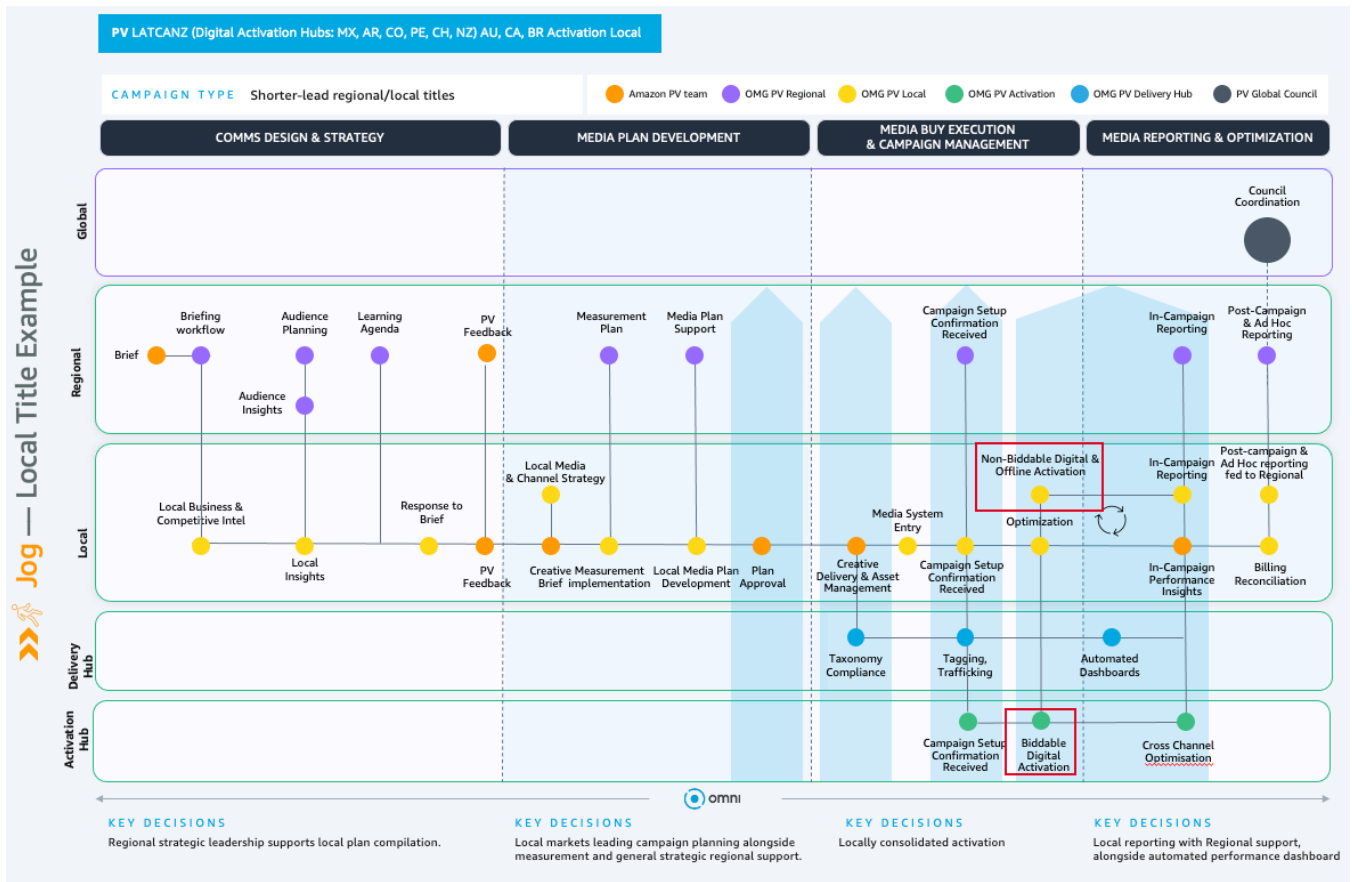 PV LATCANZ (Digital Activation Hubs: MX, AR, CO, PE, CH, NZ) AU, CA, BR Activation Local
CAMPAIGN TYPE Shorter-lead regional/local titles
Amazon PV team
OMG PV Regional
OMG PV Local
OMG PV Activation
OMG PV Delivery Hub
PV Global Council
COMMS DESIGN & STRATEGY
MEDIA PLAN DEVELOPMENT
MEDIA BUY EXECUTION
& CAMPAIGN MANAGEMENT
MEDIA REPORTING & OPTIMIZATION
Jog — Local Title Example
Global
Council
Coordination
Regional
Brief
Briefing
workflow
Audience
Planning
Audience
Insights
Learning
Agenda
PV
Feedback
Measurement
Plan
Media Plan
Support
Campaign Setup
Confirmation
Received
In-Campaign
Reporting
Post-Campaign
& Ad Hoc
Reporting
Local
Local Business &
Competitive Intel
Local
Insights
Response to
Brief
PV
Feedback
Local Media
& Channel Strategy
Creative
Brief
Measurement
implementation
Local Media Plan
Development
Plan
Approval
Creative
Delivery & Asset
Management
Media System
Entry
Campaign Setup
Confirmation
Received
Non-Biddable Digital &
Offline Activation
Optimization
In-Campaign
Reporting
In-Campaign
Performance
Insights
Post-campaign &
Ad Hoc reporting
fed to Regional
Billing
Reconciliation
Delivery
Hub
Taxonomy
Compliance
Tagging,
Trafficking
Automated
Dashboards
Activation
Hub
Campaign Setup
Confirmation
Received
Biddable
Digital
Activation
Cross Channel
Optimisation
omni
KEY DECISIONS
Regional strategic leadership supports local plan compilation.
KEY DECISIONS
Local markets leading campaign planning alongside
measurement and general strategic regional support.
KEY DECISIONS
Locally consolidated activation
KEY DECISIONS
Local reporting with Regional support,
alongside automated performance dashboard